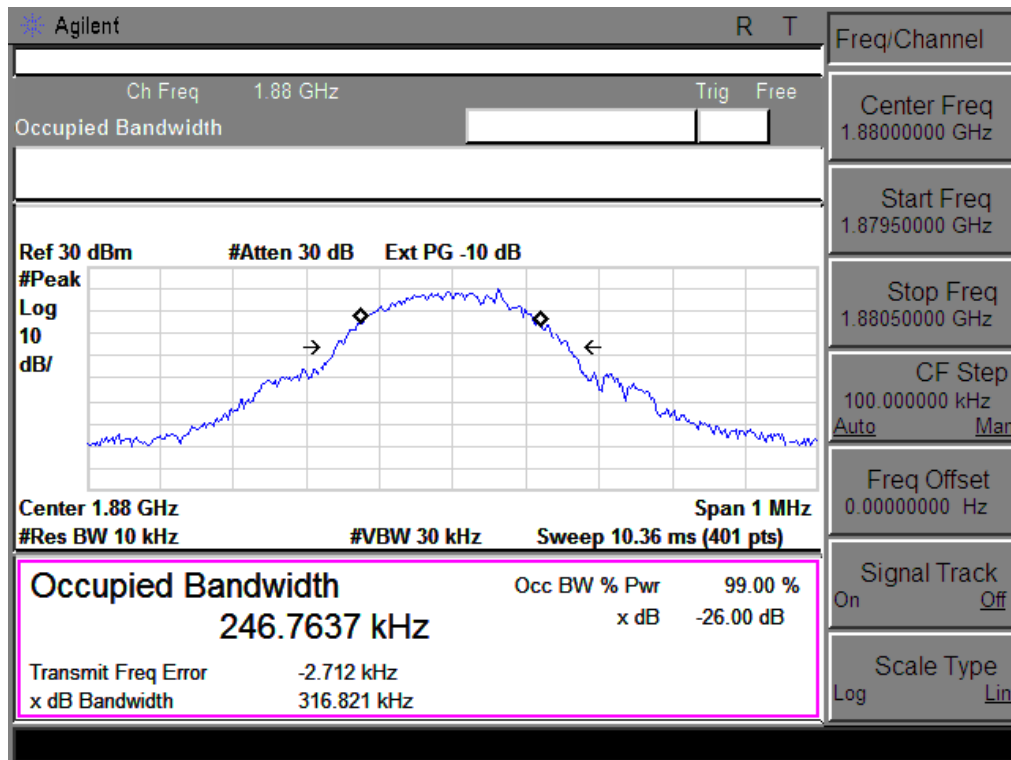 Agilent R T
Ch Freq 1.88 GHz Trig Free
Occupied Bandwidth
Ref 30 dBm #Atten 30 dB Ext PG -10 dB
#Peak
Log
10
dB/
Center 1.88 GHz Span 1 MHz
#Res BW 10 kHz #VBW 30 kHz Sweep 10.36 ms (401 pts)
Occupied Bandwidth Occ BW % Pwr 99.00 %
246.7637 kHz x dB -26.00 dB
Transmit Freq Error -2.712 kHz
x dB Bandwidth 316.821 kHz
Freq/Channel
Center Freq
1.88000000 GHz
Start Freq
1.87950000 GHz
Stop Freq
1.88050000 GHz
CF Step
100.000000 kHz
Auto Man
Freq Offset
0.00000000 Hz
Signal Track
On Off
Scale Type
Log Lin